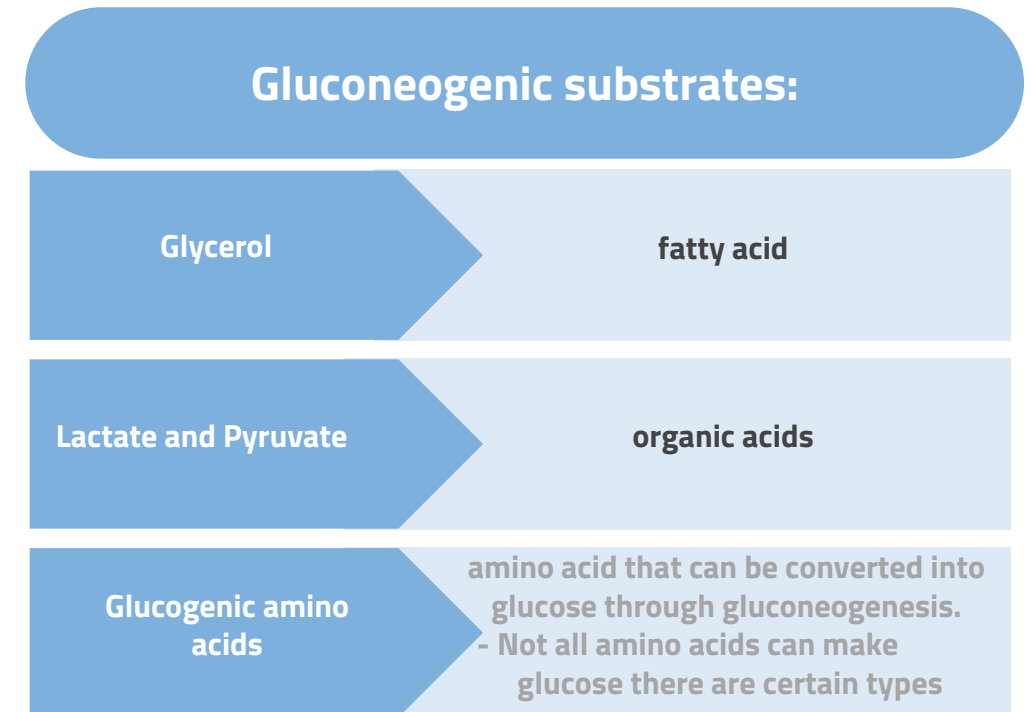 Gluconeogenic substrates:
Glycerol
fatty acid
Lactate and Pyruvate
organic acids
Glucogenic amino
acids
amino acid that can be converted into
glucose through gluconeogenesis.
- Not all amino acids can make
glucose there are certain types